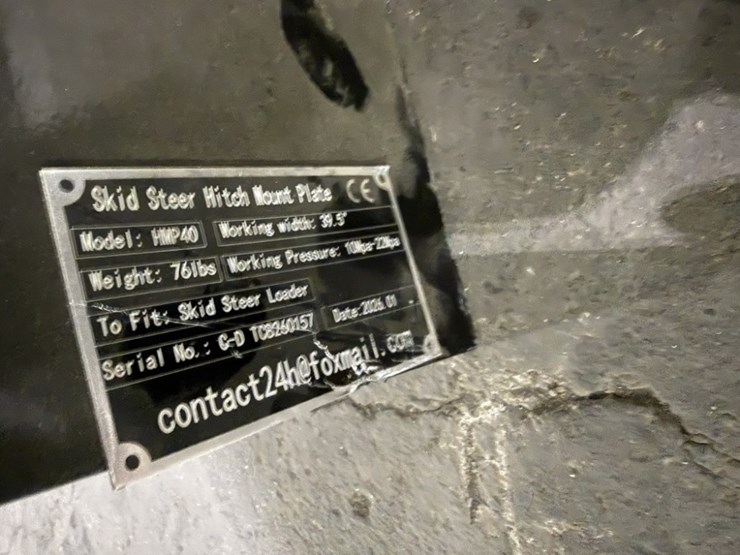 Skid Steer Hitch Mount Plate CE
Model: HMP40 Working width: 39.5"
Weight: 76lbs Working Pressure: 10Mpa-22Mpa
To Fit: Skid Steer Loader
Serial No.: C-D TC8260157 Date: 2026.01
contact24h@foxmail.com